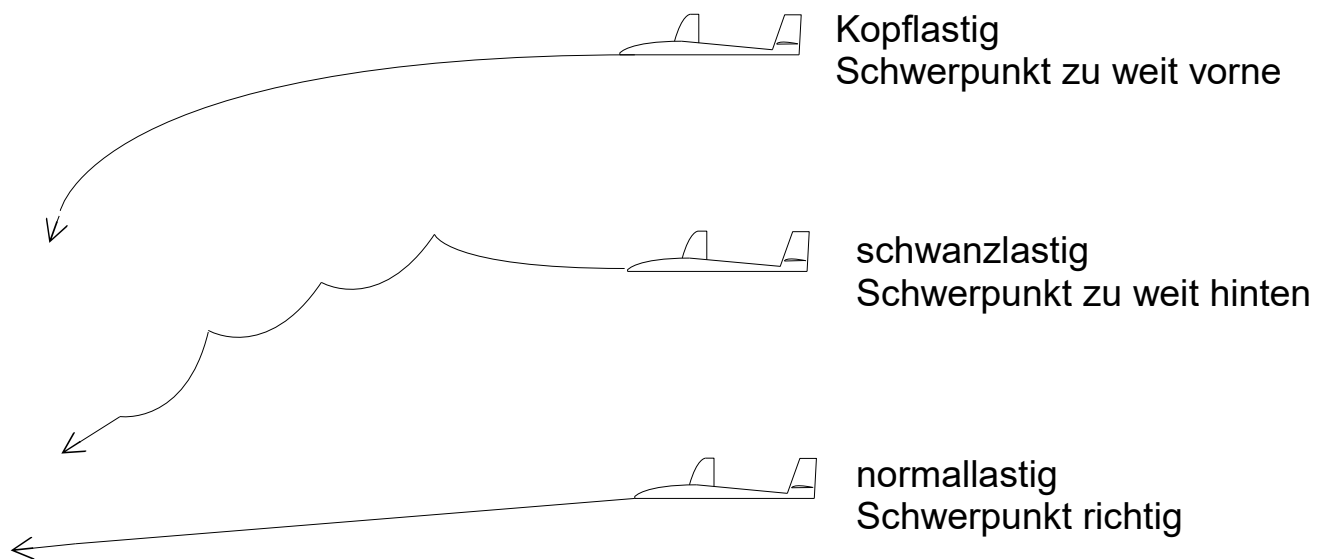 Kopflastig
Schwerpunkt zu weit vorne
schwanzlastig
Schwerpunkt zu weit hinten
normallastig
Schwerpunkt richtig